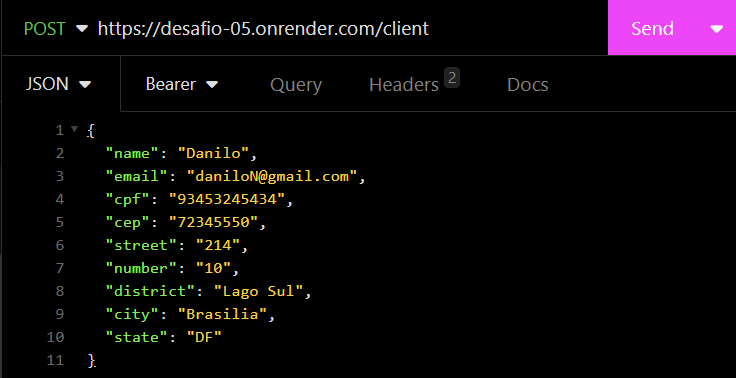 POST https://desafio-05.onrender.com/client Send
JSON Bearer Query Headers 2 Docs
1 {
2 "name": "Danilo",
3 "email": "daniloN@gmail.com",
4 "cpf": "93453245434",
5 "cep": "72345550",
6 "street": "214",
7 "number": "10",
8 "district": "Lago Sul",
9 "city": "Brasilia",
10 "state": "DF"
11 }